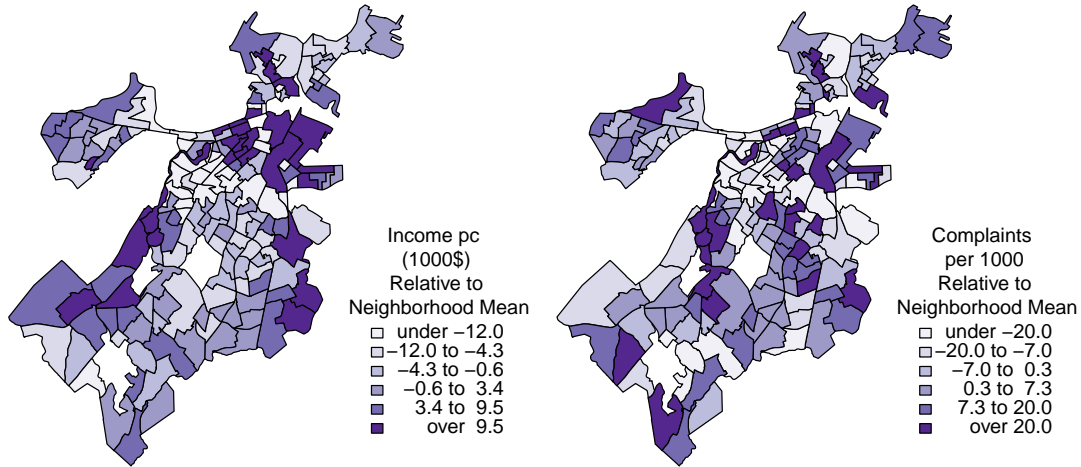 Income pc
(1000$)
Relative to
Neighborhood Mean
under −12.0
−12.0 to −4.3
−4.3 to −0.6
−0.6 to 3.4
3.4 to 9.5
over 9.5
Complaints
per 1000
Relative to
Neighborhood Mean
under −20.0
−20.0 to −7.0
−7.0 to 0.3
0.3 to 7.3
7.3 to 20.0
over 20.0